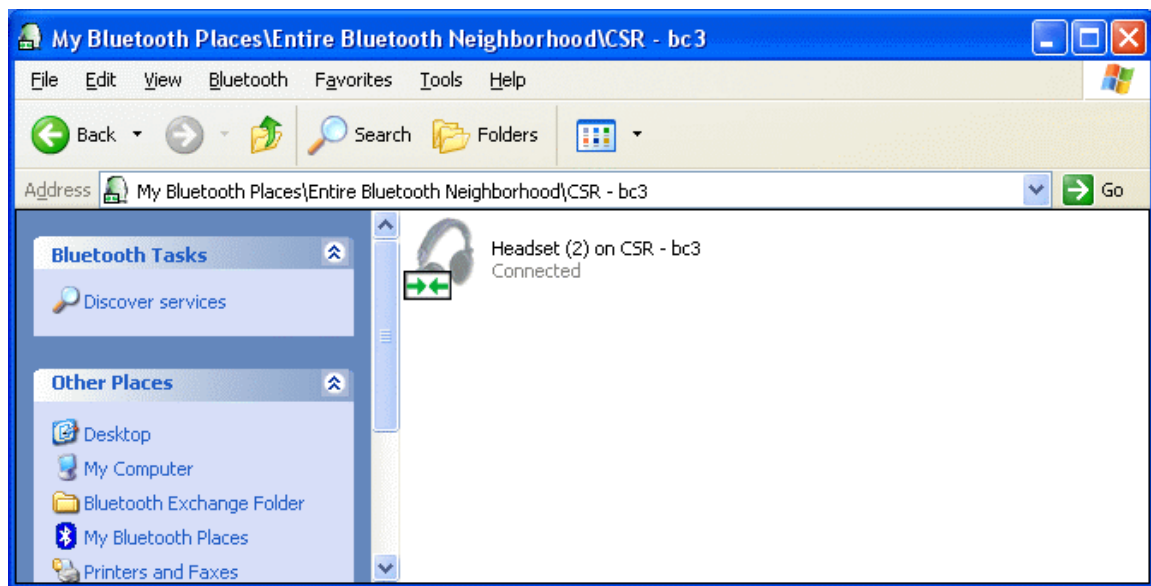 My Bluetooth Places\Entire Bluetooth Neighborhood\CSR - bc3
File Edit View Bluetooth Favorites Tools Help
Back Search Folders
Address My Bluetooth Places\Entire Bluetooth Neighborhood\CSR - bc3 Go
Bluetooth Tasks
Discover services
Other Places
Desktop
My Computer
Bluetooth Exchange Folder
My Bluetooth Places
Printers and Faxes
Headset (2) on CSR - bc3
Connected